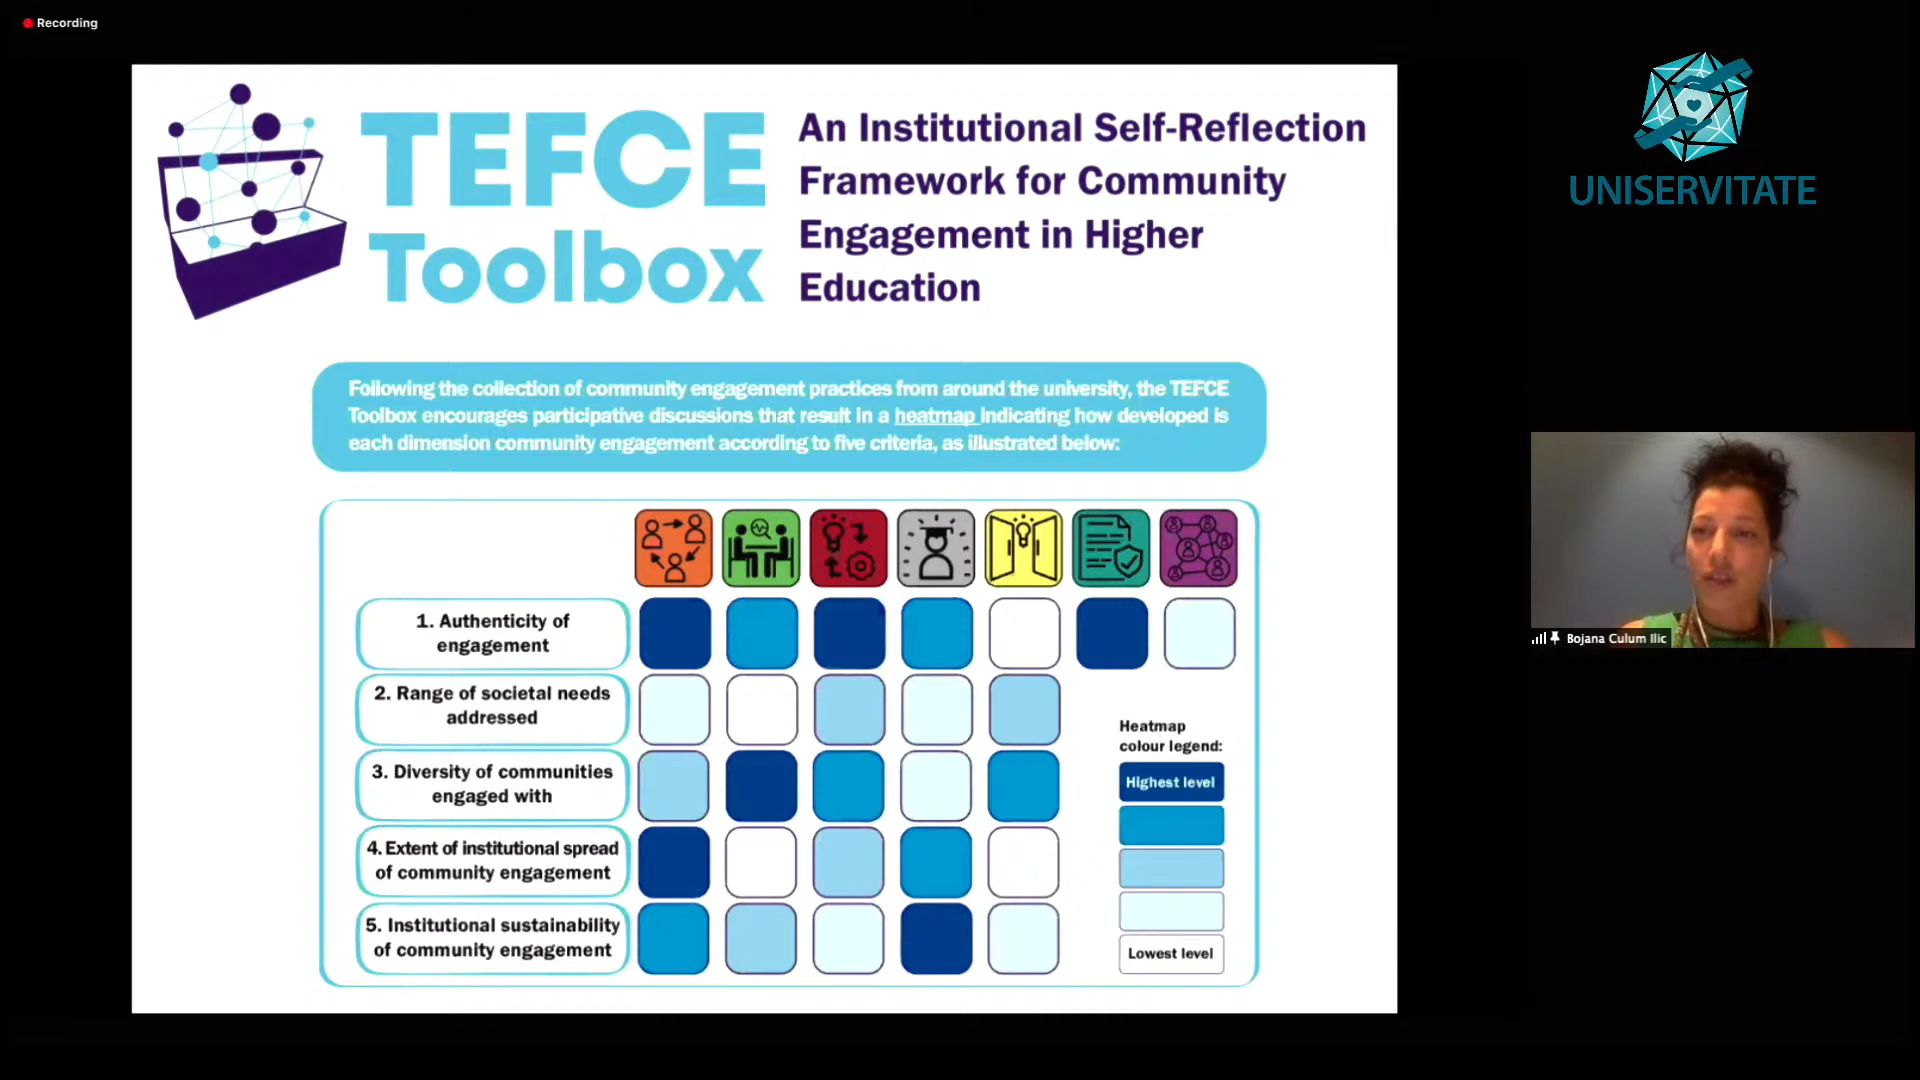 Recording
TEFCE
Toolbox
An Institutional Self-Reflection
Framework for Community
Engagement in Higher
Education
UNISERVITATE
Following the collection of community engagement practices from around the university, the TEFCE
Toolbox encourages participative discussions that result in a heatmap indicating how developed is
each dimension community engagement according to five criteria, as illustrated below:
1. Authenticity of
engagement
2. Range of societal needs
addressed
3. Diversity of communities
engaged with
4. Extent of institutional spread
of community engagement
5. Institutional sustainability
of community engagement
Heatmap
colour legend:
Highest level
Lowest level
Bojana Culum Ilic